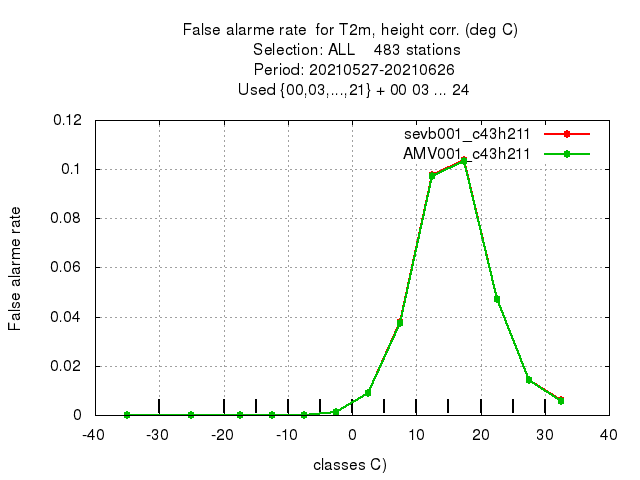 False alarme rate  for T2m, height corr. (deg C)
Selection: ALL    483 stations
Period: 20210527-20210626
Used {00,03,...,21} + 00 03 ... 24
sevb001_c43h211
AMV001_c43h211
False alarme rate
0.12
0.1
0.08
0.06
0.04
0.02
0
-40 -30 -20 -10 0 10 20 30 40
classes C)